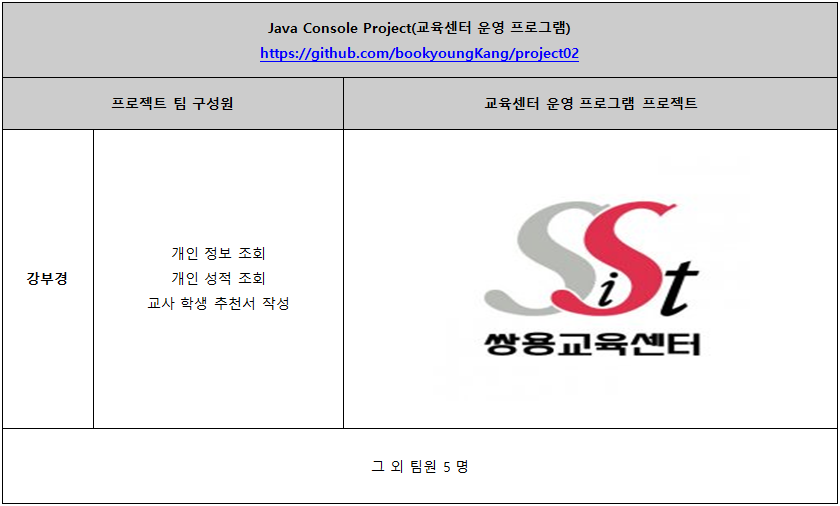 Java Console Project(교육센터 운영 프로그램)
https://github.com/bookyoungKang/project02
프로젝트 팀 구성원
교육센터 운영 프로그램 프로젝트
강부경
개인 정보 조회
개인 성적 조회
교사 학생 추천서 작성
SSist
쌍용교육센터
그 외 팀원 5 명